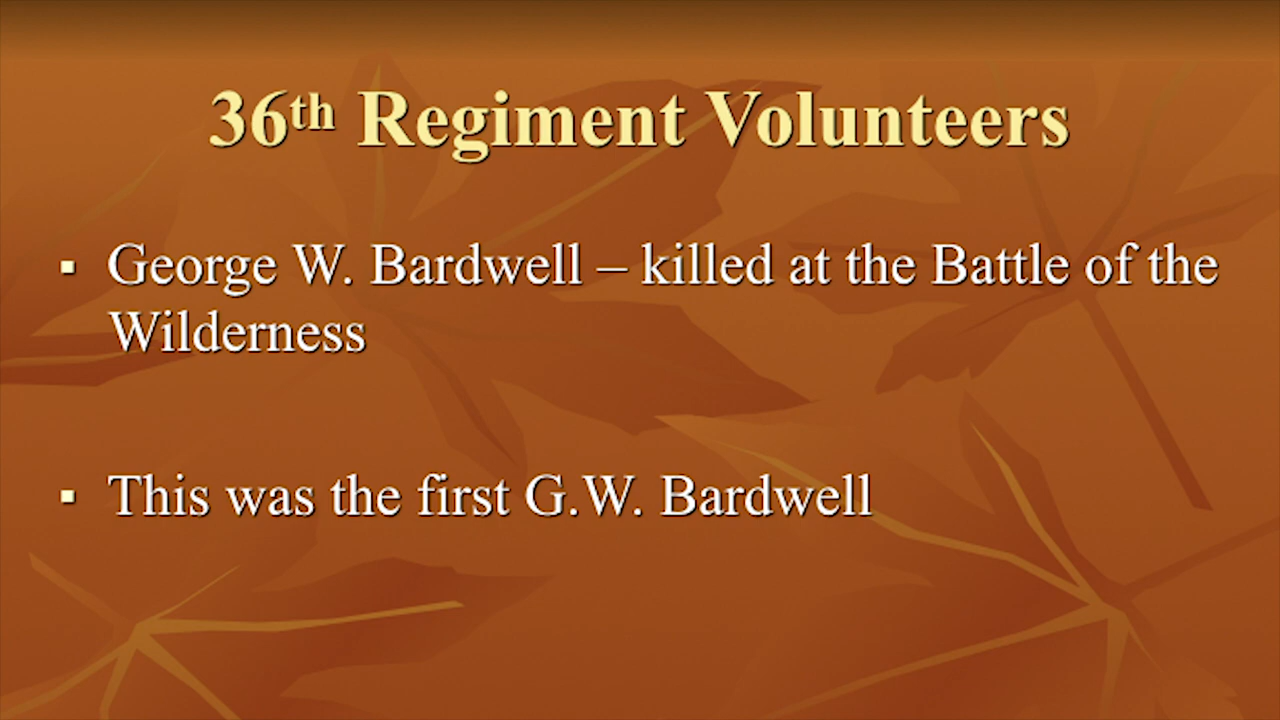 36th Regiment Volunteers
▪ George W. Bardwell – killed at the Battle of the
Wilderness
▪ This was the first G.W. Bardwell